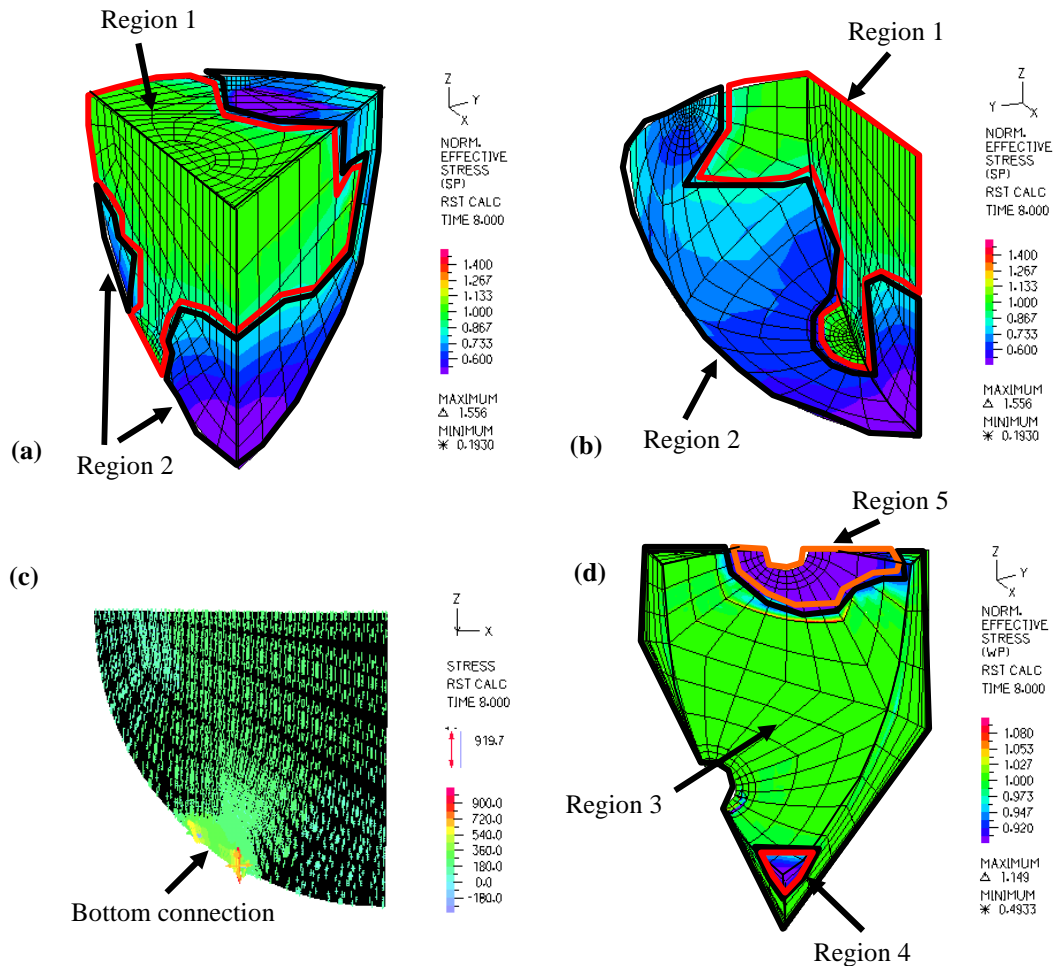 Region 1
Z
Y
X
NORM.
EFFECTIVE
STRESS
(SP)
RST CALC
TIME 8.000
1.400
1.267
1.133
1.000
0.867
0.733
0.600
MAXIMUM
△ 1.556
MINIMUM
* 0.1930
(a)
Region 2
Region 1
Z
Y
X
NORM.
EFFECTIVE
STRESS
(SP)
RST CALC
TIME 8.000
1.400
1.267
1.133
1.000
0.867
0.733
0.600
MAXIMUM
△ 1.556
MINIMUM
* 0.1930
(b)
Region 2
(c)
Z
X
STRESS
RST CALC
TIME 8.000
919.7
900.0
720.0
540.0
360.0
180.0
0.0
-180.0
Bottom connection
Region 5
(d)
Z
Y
X
NORM.
EFFECTIVE
STRESS
(WP)
RST CALC
TIME 8.000
1.080
1.053
1.027
1.000
0.973
0.947
0.920
MAXIMUM
△ 1.149
MINIMUM
* 0.4933
Region 3
Region 4